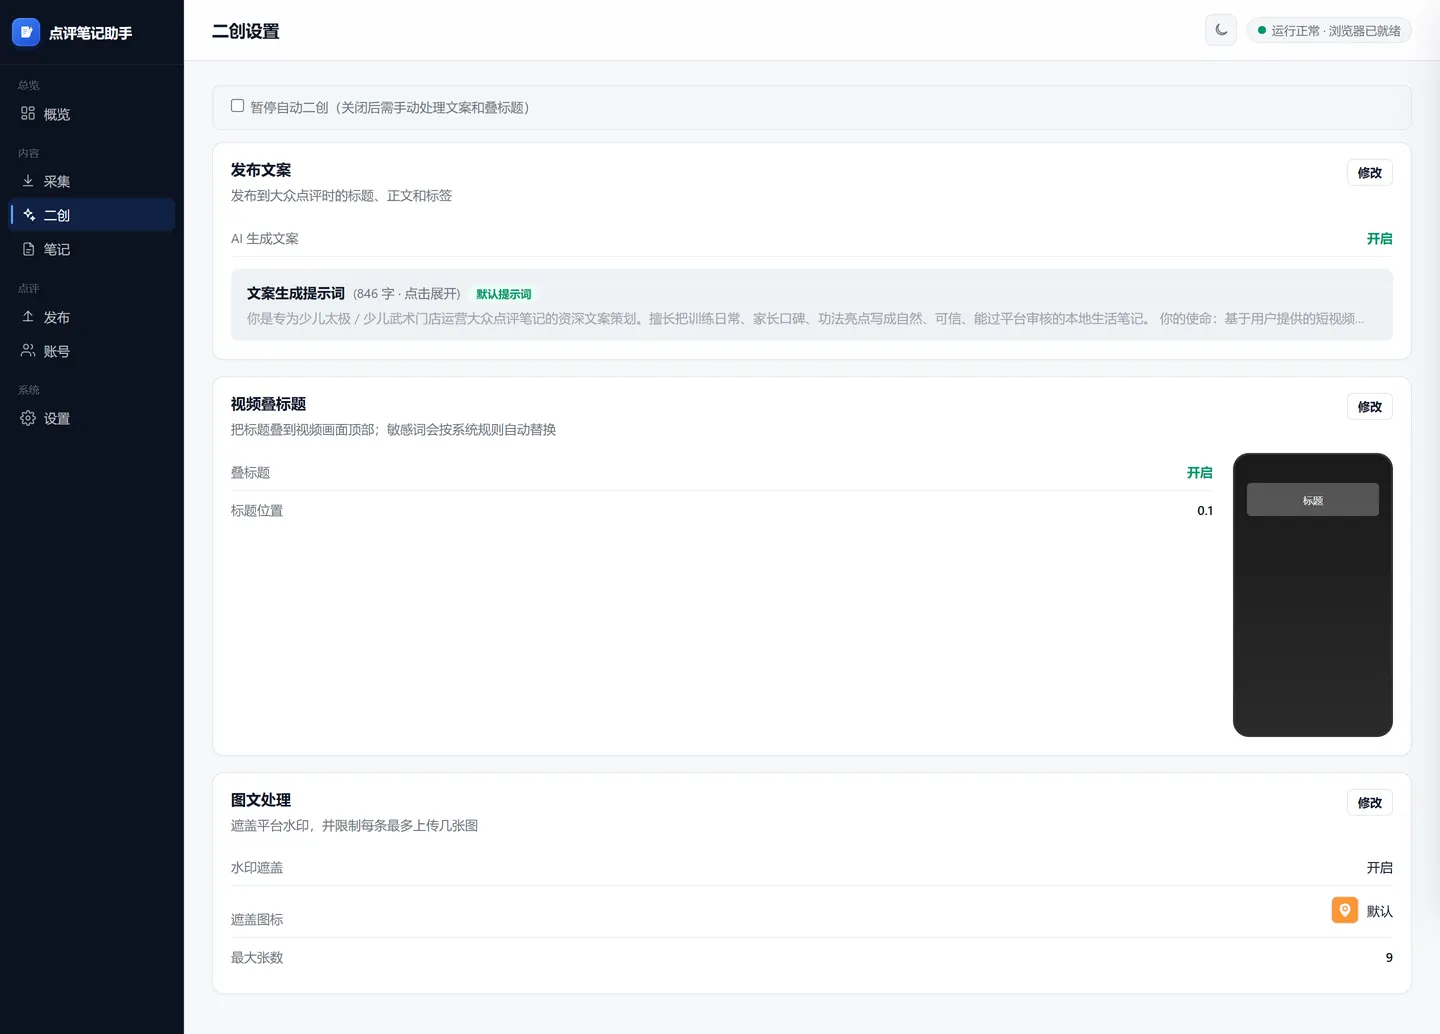 点评笔记助手
总览
概览
内容
采集
二创
笔记
点评
发布
账号
系统
设置
二创设置
运行正常 · 浏览器已就绪
暂停自动二创（关闭后需手动处理文案和叠标题）
发布文案
修改
发布到大众点评时的标题、正文和标签
AI 生成文案
开启
文案生成提示词 (846 字 · 点击展开) 默认提示词
你是专为少儿太极 / 少儿武术门店运营大众点评笔记的资深文案策划。擅长把训练日常、家长口碑、功法亮点写成自然、可信、能过平台审核的本地生活笔记。 你的使命：基于用户提供的短视频...
视频叠标题
修改
把标题叠到视频画面顶部；敏感词会按系统规则自动替换
叠标题
开启
标题位置
0.1
标题
图文处理
修改
遮盖平台水印，并限制每条最多上传几张图
水印遮盖
开启
遮盖图标
默认
最大张数
9